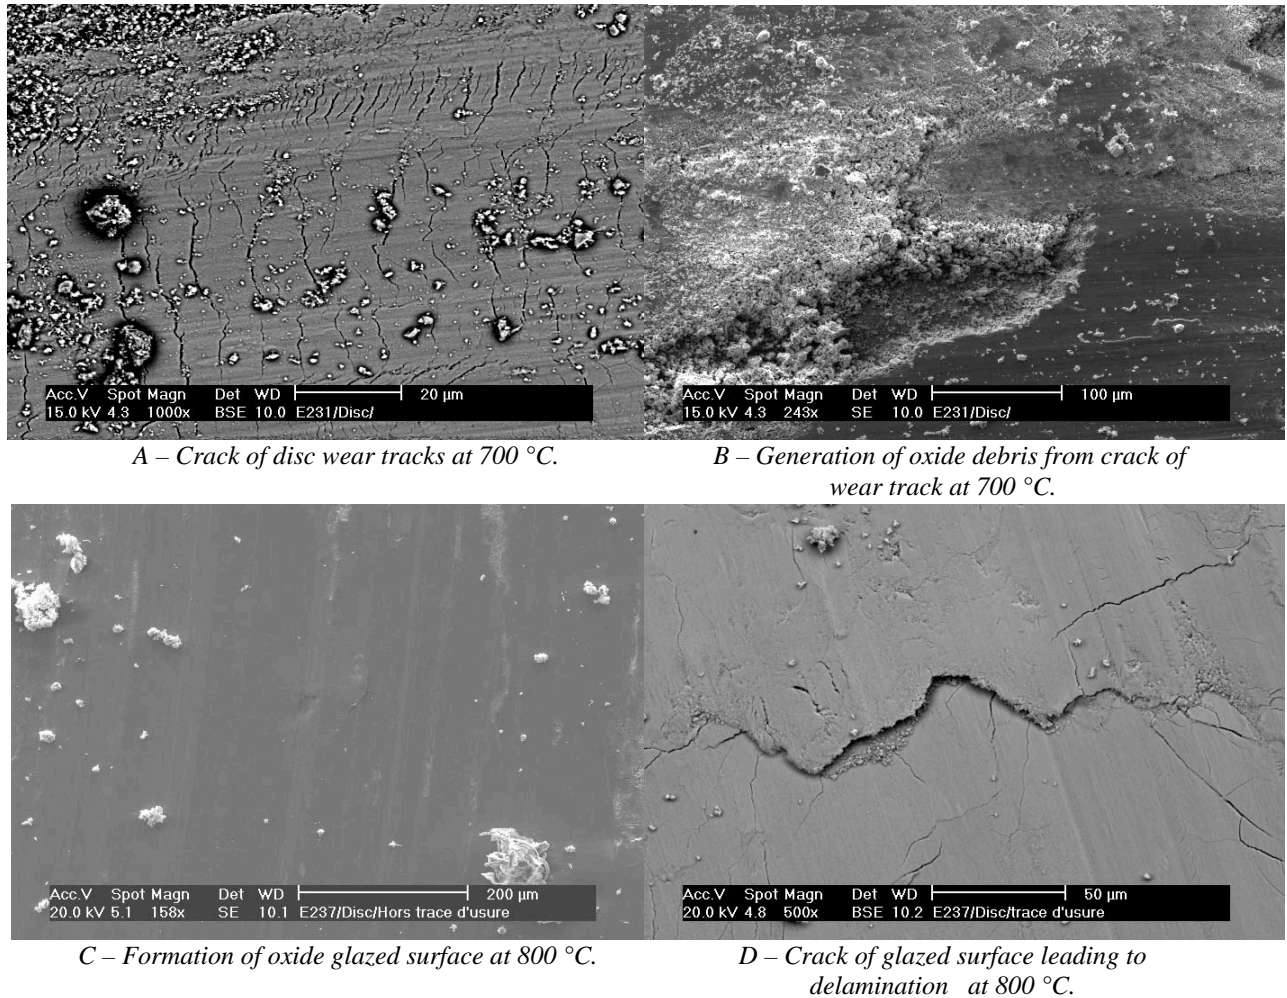 Acc.V Spot Magn Det WD 20 µm
15.0 kV 4.3 1000x BSE 10.0 E231/Disc/
Acc.V Spot Magn Det WD 100 µm
15.0 kV 4.3 243x SE 10.0 E231/Disc/
A – Crack of disc wear tracks at 700 °C.
B – Generation of oxide debris from crack of
wear track at 700 °C.
Acc.V Spot Magn Det WD 200 µm
20.0 kV 5.1 158x SE 10.1 E237/Disc/Hors trace d'usure
Acc.V Spot Magn Det WD 50 µm
20.0 kV 4.8 500x BSE 10.2 E237/Disc/trace d'usure
C – Formation of oxide glazed surface at 800 °C.
D – Crack of glazed surface leading to
delamination at 800 °C.